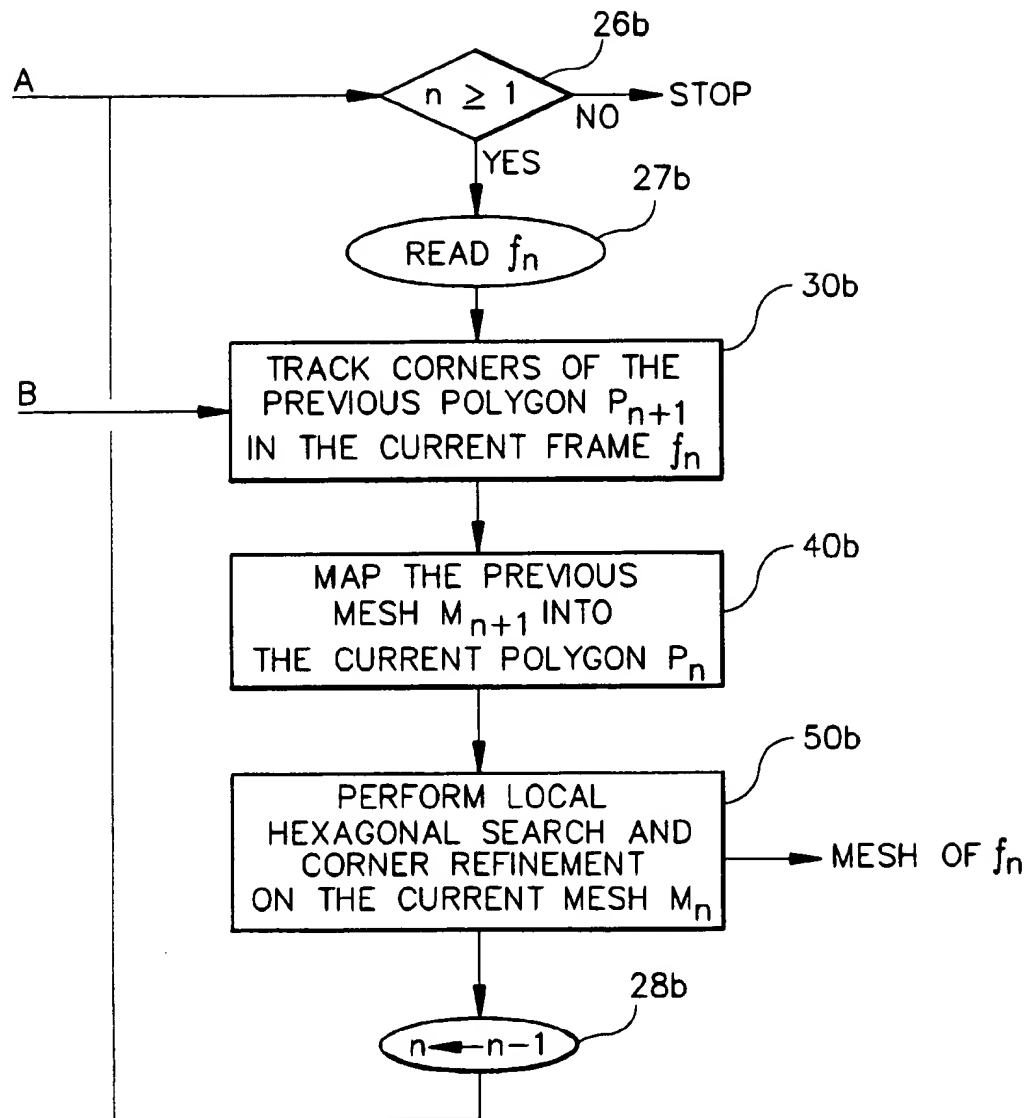 26b
A
n ≥ 1
NO
STOP
YES
27b
READ fn
30b
TRACK CORNERS OF THE
PREVIOUS POLYGON Pn+1
IN THE CURRENT FRAME fn
B
40b
MAP THE PREVIOUS
MESH Mn+1 INTO
THE CURRENT POLYGON Pn
50b
PERFORM LOCAL
HEXAGONAL SEARCH AND
CORNER REFINEMENT
ON THE CURRENT MESH Mn
MESH OF fn
28b
n←n-1